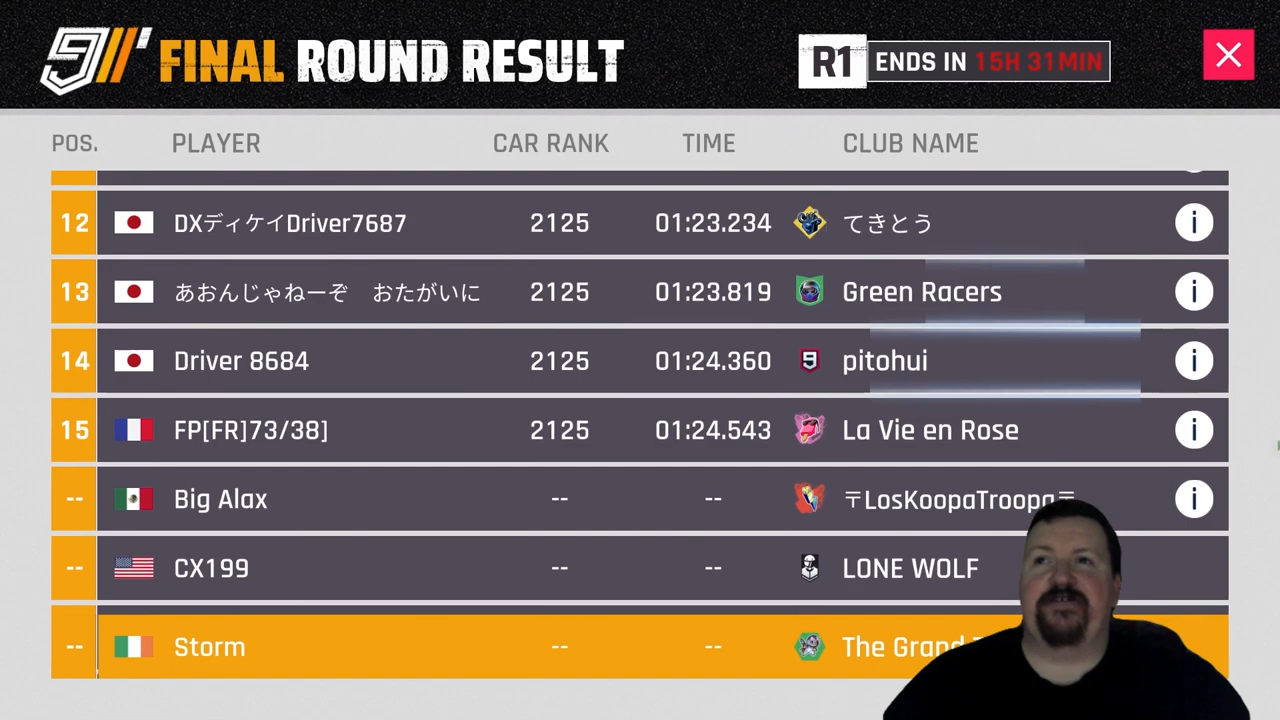 9 FINAL ROUND RESULT
R1 ENDS IN 15H 31MIN
POS. PLAYER CAR RANK TIME CLUB NAME
12 DXディケイDriver7687 2125 01:23.234 てきとう
13 あおんじゃねーぞ　おたがいに 2125 01:23.819 Green Racers
14 Driver 8684 2125 01:24.360 9 pitohui
15 FP[FR]73/38] 2125 01:24.543 La Vie en Rose
-- Big Alax -- -- 〒LosKoopaTroopa〒
-- CX199 -- -- LONE WOLF
-- Storm -- -- The Grand